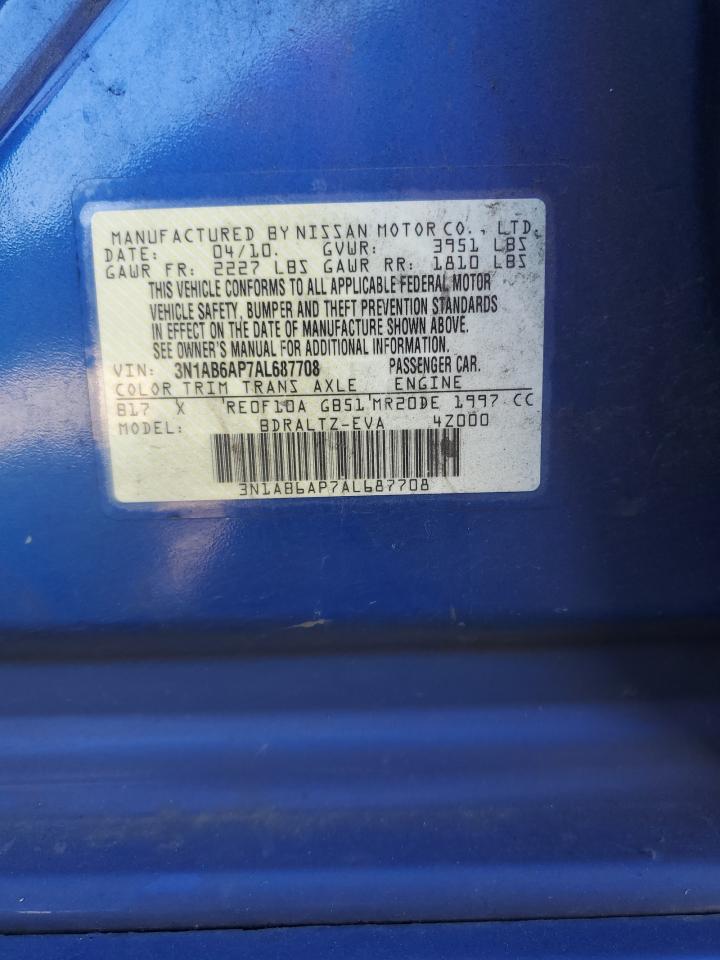 MANUFACTURED BY NISSAN MOTOR CO., LTD.
DATE: 04/10. GVWR: 3951 LBS
GAWR FR: 2227 LBS GAWR RR: 1810 LBS
THIS VEHICLE CONFORMS TO ALL APPLICABLE FEDERAL MOTOR
VEHICLE SAFETY, BUMPER AND THEFT PREVENTION STANDARDS
IN EFFECT ON THE DATE OF MANUFACTURE SHOWN ABOVE.
SEE OWNER'S MANUAL FOR ADDITIONAL INFORMATION.
VIN: 3N1AB6AP7AL687708 PASSENGER CAR.
COLOR TRIM TRANS AXLE ENGINE
B17 X RE0F10A GB51 MR20DE 1997 CC
MODEL: BDRALTZ-EVA 4Z000
3N1AB6AP7AL687708